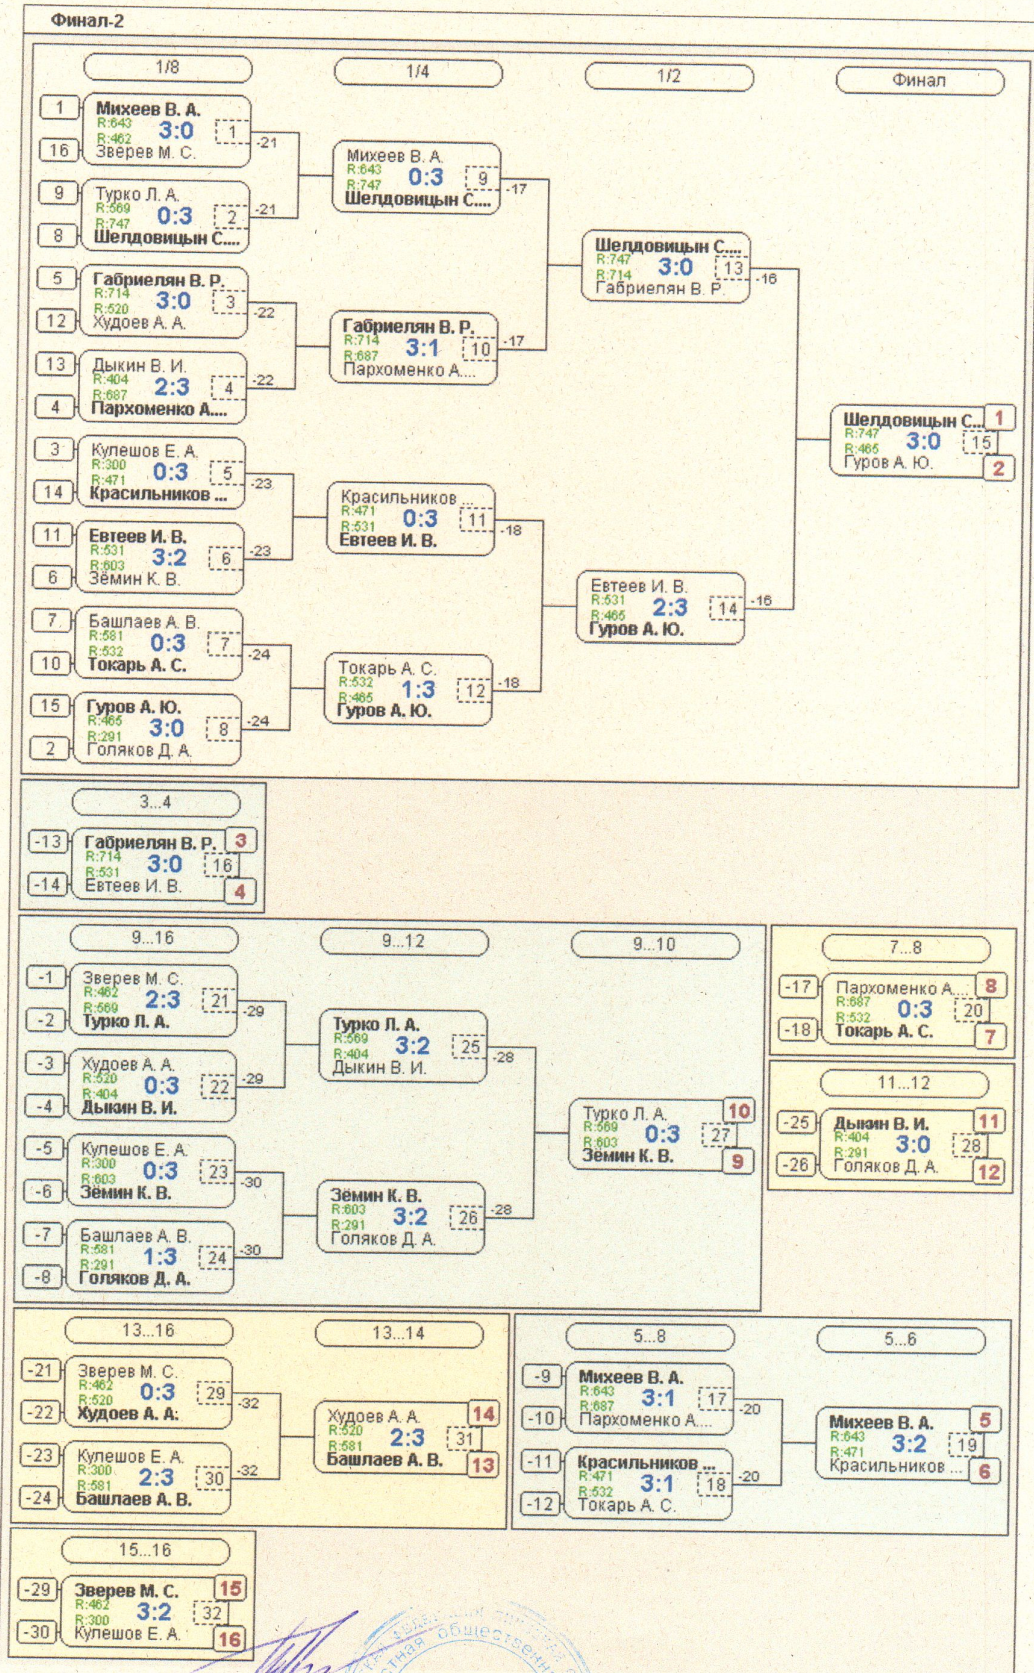 Финал-2
1/8
1/4
1/2
Финал
1
Михеев В. А.
R:643
3:0
1
-21
R:462
16
Зверев М. С.
9
Турко Л. А.
R:569
0:3
2
-21
R:747
8
Шелдовицын С....
5
Габриелян В. Р.
R:714
3:0
3
-22
R:520
12
Худоев А. А.
13
Дыкин В. И.
R:404
2:3
4
-22
R:687
4
Пархоменко А....
3
Кулешов Е. А.
R:300
0:3
5
-23
R:471
14
Красильников ...
11
Евтеев И. В.
R:531
3:2
6
-23
R:603
6
Зёмин К. В.
7
Башлаев А. В.
R:581
0:3
7
-24
R:532
10
Токарь А. С.
15
Гуров А. Ю.
R:465
3:0
8
-24
R:291
2
Голяков Д. А.
Михеев В. А.
R:643
0:3
9
-17
R:747
Шелдовицын С....
Габриелян В. Р.
R:714
3:1
10
-17
R:687
Пархоменко А....
Красильников ...
R:471
0:3
11
-18
R:531
Евтеев И. В.
Токарь А. С.
R:532
1:3
12
-18
R:465
Гуров А. Ю.
Шелдовицын С....
R:747
3:0
13
-16
R:714
Габриелян В. Р.
Евтеев И. В.
R:531
2:3
14
-16
R:465
Гуров А. Ю.
Шелдовицын С...
1
R:747
3:0
15
R:465
Гуров А. Ю.
2
3...4
-13
Габриелян В. Р.
3
R:714
3:0
16
R:531
-14
Евтеев И. В.
4
9...16
9...12
9...10
-1
Зверев М. С.
R:462
2:3
21
-29
R:569
-2
Турко Л. А.
-3
Худоев А. А.
R:520
0:3
22
-29
R:404
-4
Дыкин В. И.
-5
Кулешов Е. А.
R:300
0:3
23
-30
R:603
-6
Зёмин К. В.
-7
Башлаев А. В.
R:581
1:3
24
-30
R:291
-8
Голяков Д. А.
Турко Л. А.
R:569
3:2
25
-28
R:404
Дыкин В. И.
Зёмин К. В.
R:603
3:2
26
-28
R:291
Голяков Д. А.
Турко Л. А.
10
R:569
0:3
27
R:603
Зёмин К. В.
9
7...8
-17
Пархоменко А....
8
R:687
0:3
20
R:532
-18
Токарь А. С.
7
11...12
-25
Дыкин В. И.
11
R:404
3:0
28
R:291
-26
Голяков Д. А.
12
13...16
13...14
-21
Зверев М. С.
R:462
0:3
29
-32
R:520
-22
Худоев А. А.
-23
Кулешов Е. А.
R:300
2:3
30
-32
R:581
-24
Башлаев А. В.
Худоев А. А.
14
R:520
2:3
31
R:581
Башлаев А. В.
13
5...8
5...6
-9
Михеев В. А.
R:643
3:1
17
-20
R:687
-10
Пархоменко А....
-11
Красильников ...
R:471
3:1
18
-20
R:532
-12
Токарь А. С.
Михеев В. А.
5
R:643
3:2
19
R:471
Красильников ...
6
15...16
-29
Зверев М. С.
15
R:462
3:2
32
R:300
-30
Кулешов Е. А.
16